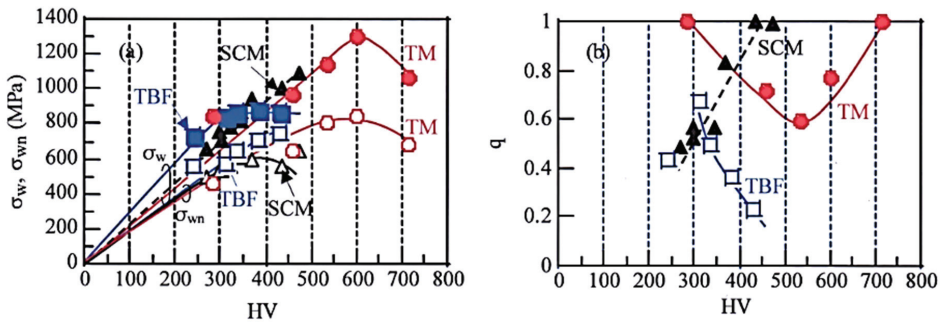 1400
1200
1000
800
600
400
200
0
σw, σwn (MPa)
(a)
SCM
TM
TBF
σw
TM
σwn
TBF
SCM
0 100 200 300 400 500 600 700 800
HV
1
0.8
0.6
0.4
0.2
0
q
(b)
SCM
TM
TBF
100 200 300 400 500 600 700 800
HV